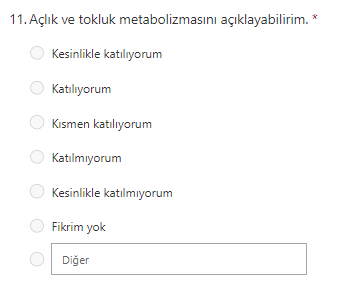 11. Açlık ve tokluk metabolizmasını açıklayabilirim. *
Kesinlikle katılıyorum
Katılıyorum
Kısmen katılıyorum
Katılmıyorum
Kesinlikle katılmıyorum
Fikrim yok
Diğer